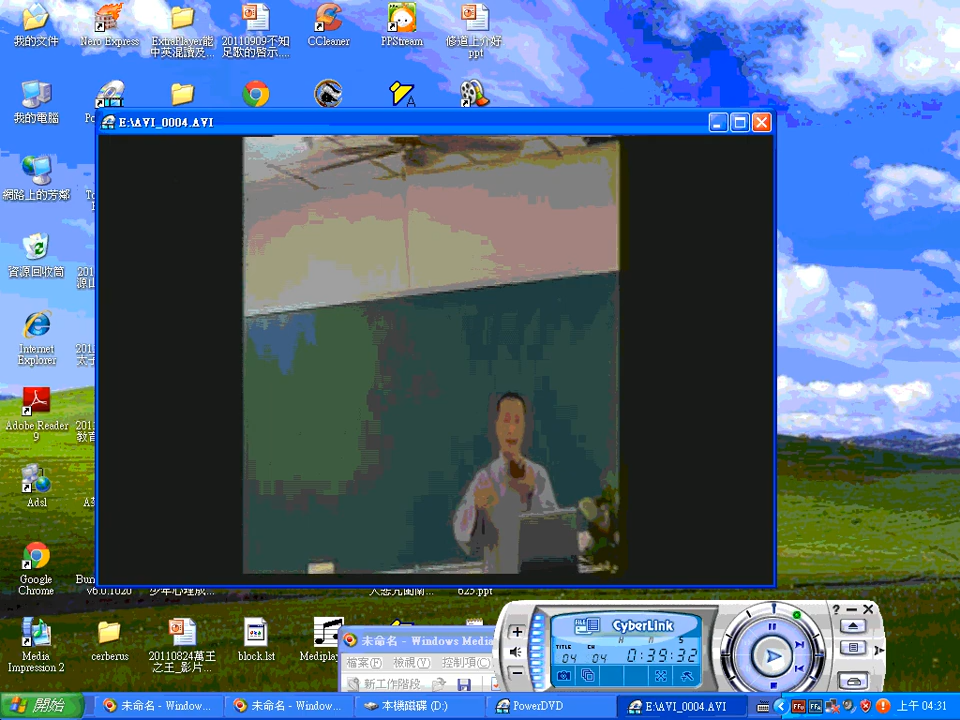 我的文件
Nero Express
ExtraPlayer能
中英混讀及...
20110909不知
足歌的啓示....
CCleaner
PPStream
修道上介好
ppt
我的電腦
E:\AVI_0004.AVI
網路上的芳鄰
資源回收筒
Internet
Explorer
Adobe Reader
9
Adsl
Google
Chrome
v6.0.1020
623.ppt
Media
Impression 2
cerberus
20110824萬王
之王_影片...
block.lst
未命名 - Windows Media
檔案(F)
檢視(V)
控制項(C)
新工作階段
CyberLink
H M S
TITLE
CH
04
04
0:39:32
開始
未命名 - Window...
未命名 - Window...
本機磁碟 (D:)
PowerDVD
E:\AVI_0004.AVI
上午 04:31